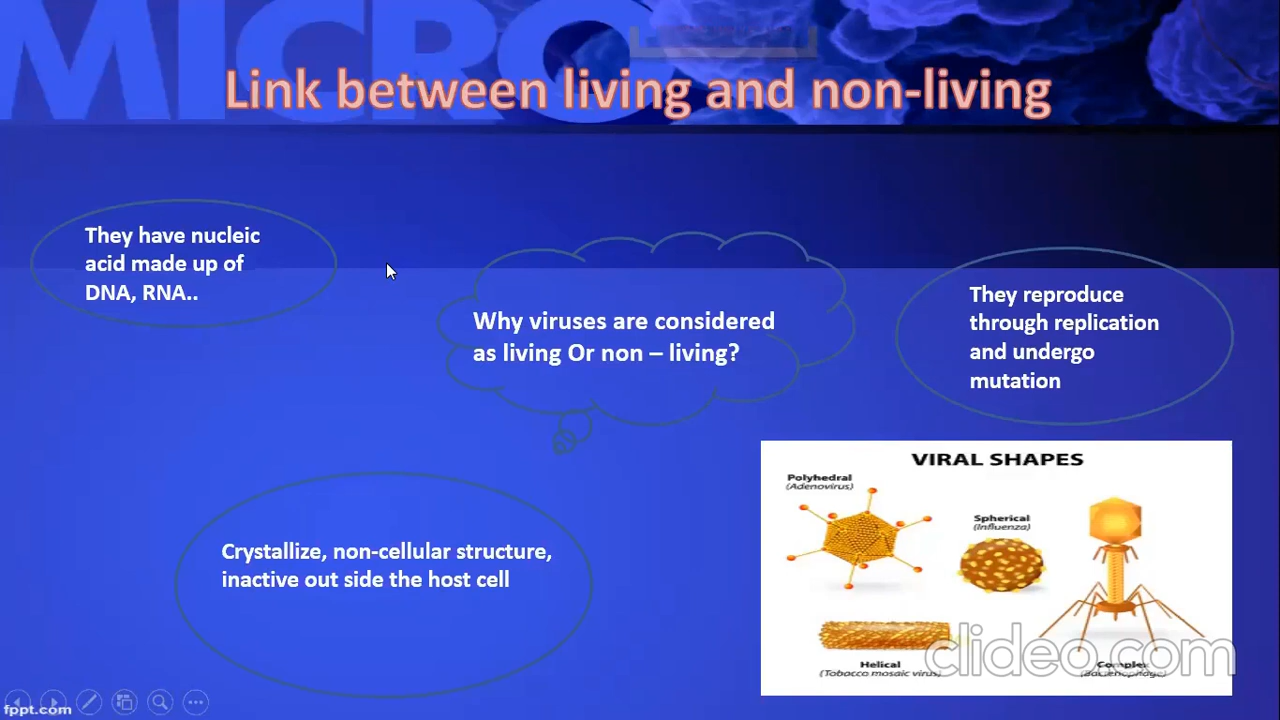 MICRO
Link between living and non-living
They have nucleic
acid made up of
DNA, RNA..
Why viruses are considered
as living Or non – living?
They reproduce
through replication
and undergo
mutation
Crystallize, non-cellular structure,
inactive out side the host cell
VIRAL SHAPES
Polyhedral
(Adenovirus)
Spherical
(Influenza)
Helical
(Tobacco mosaic virus)
Complex
(Bacteriophage)
clideo.com
fppt.com